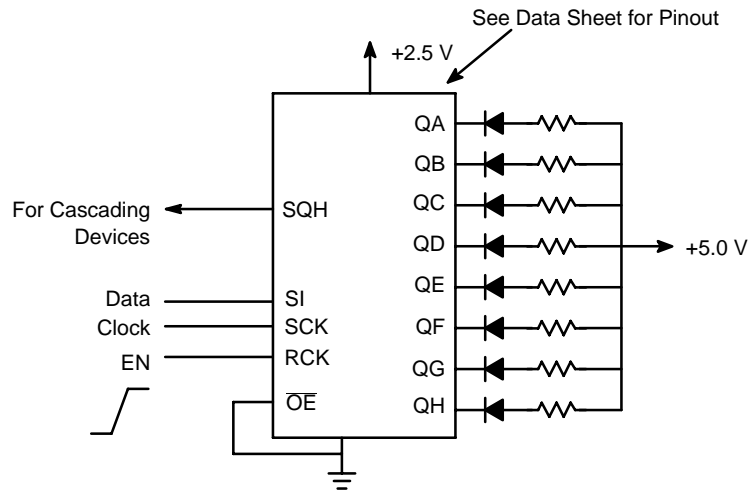 See Data Sheet for Pinout
+2.5 V
QA
QB
QC
QD
QE
QF
QG
QH
+5.0 V
For Cascading
Devices
SQH
Data
SI
Clock
SCK
EN
RCK
O̅E̅